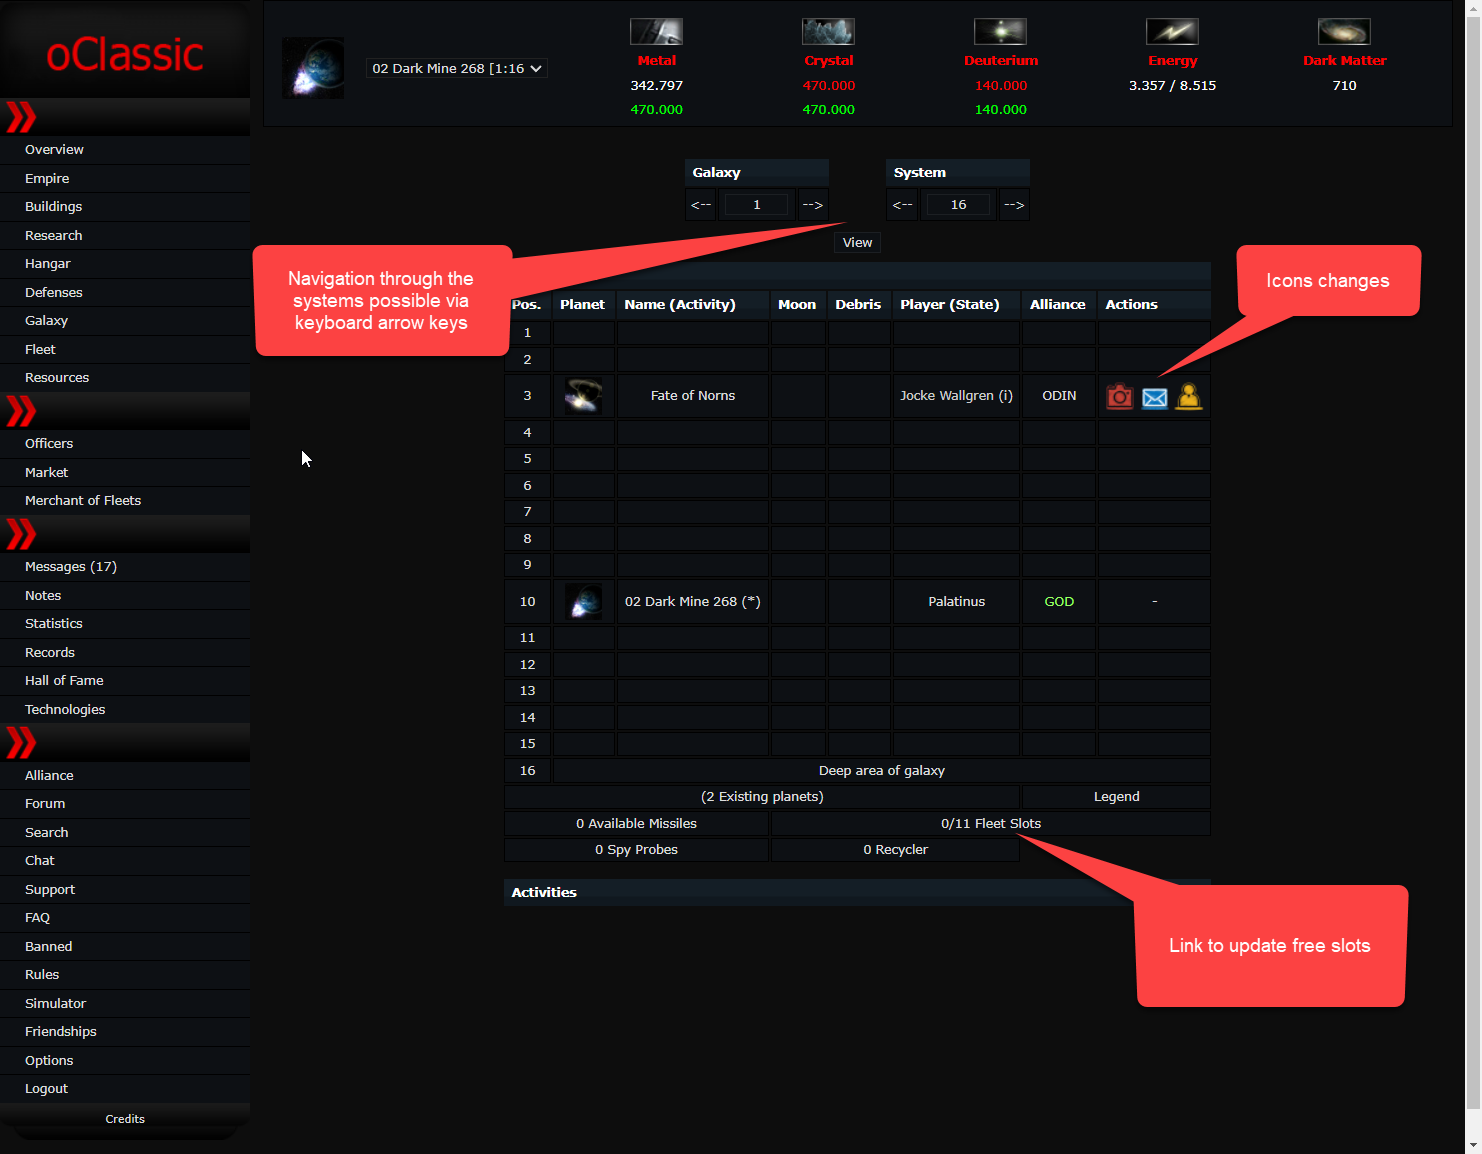 oClassic
Overview
Empire
Buildings
Research
Hangar
Defenses
Galaxy
Fleet
Resources
Officers
Market
Merchant of Fleets
Messages (17)
Notes
Statistics
Records
Hall of Fame
Technologies
Alliance
Forum
Search
Chat
Support
FAQ
Banned
Rules
Simulator
Friendships
Options
Logout
Credits
02 Dark Mine 268 [1:16
Metal Crystal Deuterium Energy Dark Matter
342.797 470.000 140.000 3.357 / 8.515 710
470.000 470.000 140.000
Galaxy System
<-- 1 --> <-- 16 -->
View
Navigation through the
systems possible via
keyboard arrow keys
Icons changes
Pos. Planet Name (Activity) Moon Debris Player (State) Alliance Actions
1
2
3 Fate of Norns Jocke Wallgren (i) ODIN
4
5
6
7
8
9
10 02 Dark Mine 268 (*) Palatinus GOD -
11
12
13
14
15
16 Deep area of galaxy
(2 Existing planets) Legend
0 Available Missiles 0/11 Fleet Slots
0 Spy Probes 0 Recycler
Activities
Link to update free slots